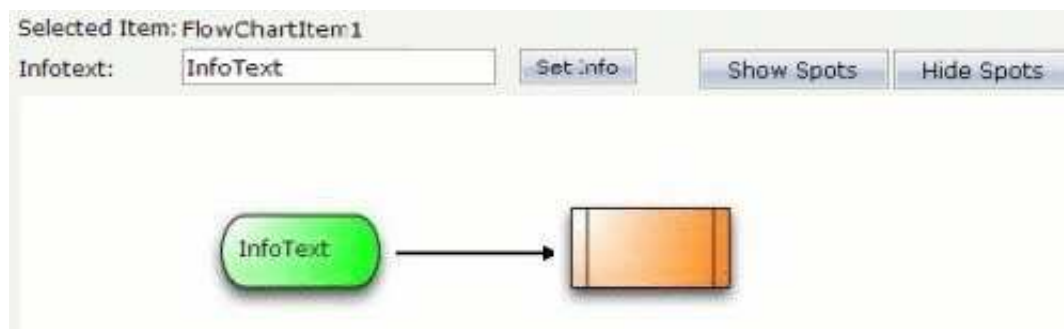 Selected Item: FlowChartItem1
Infotext: InfoText Set Info Show Spots Hide Spots
InfoText